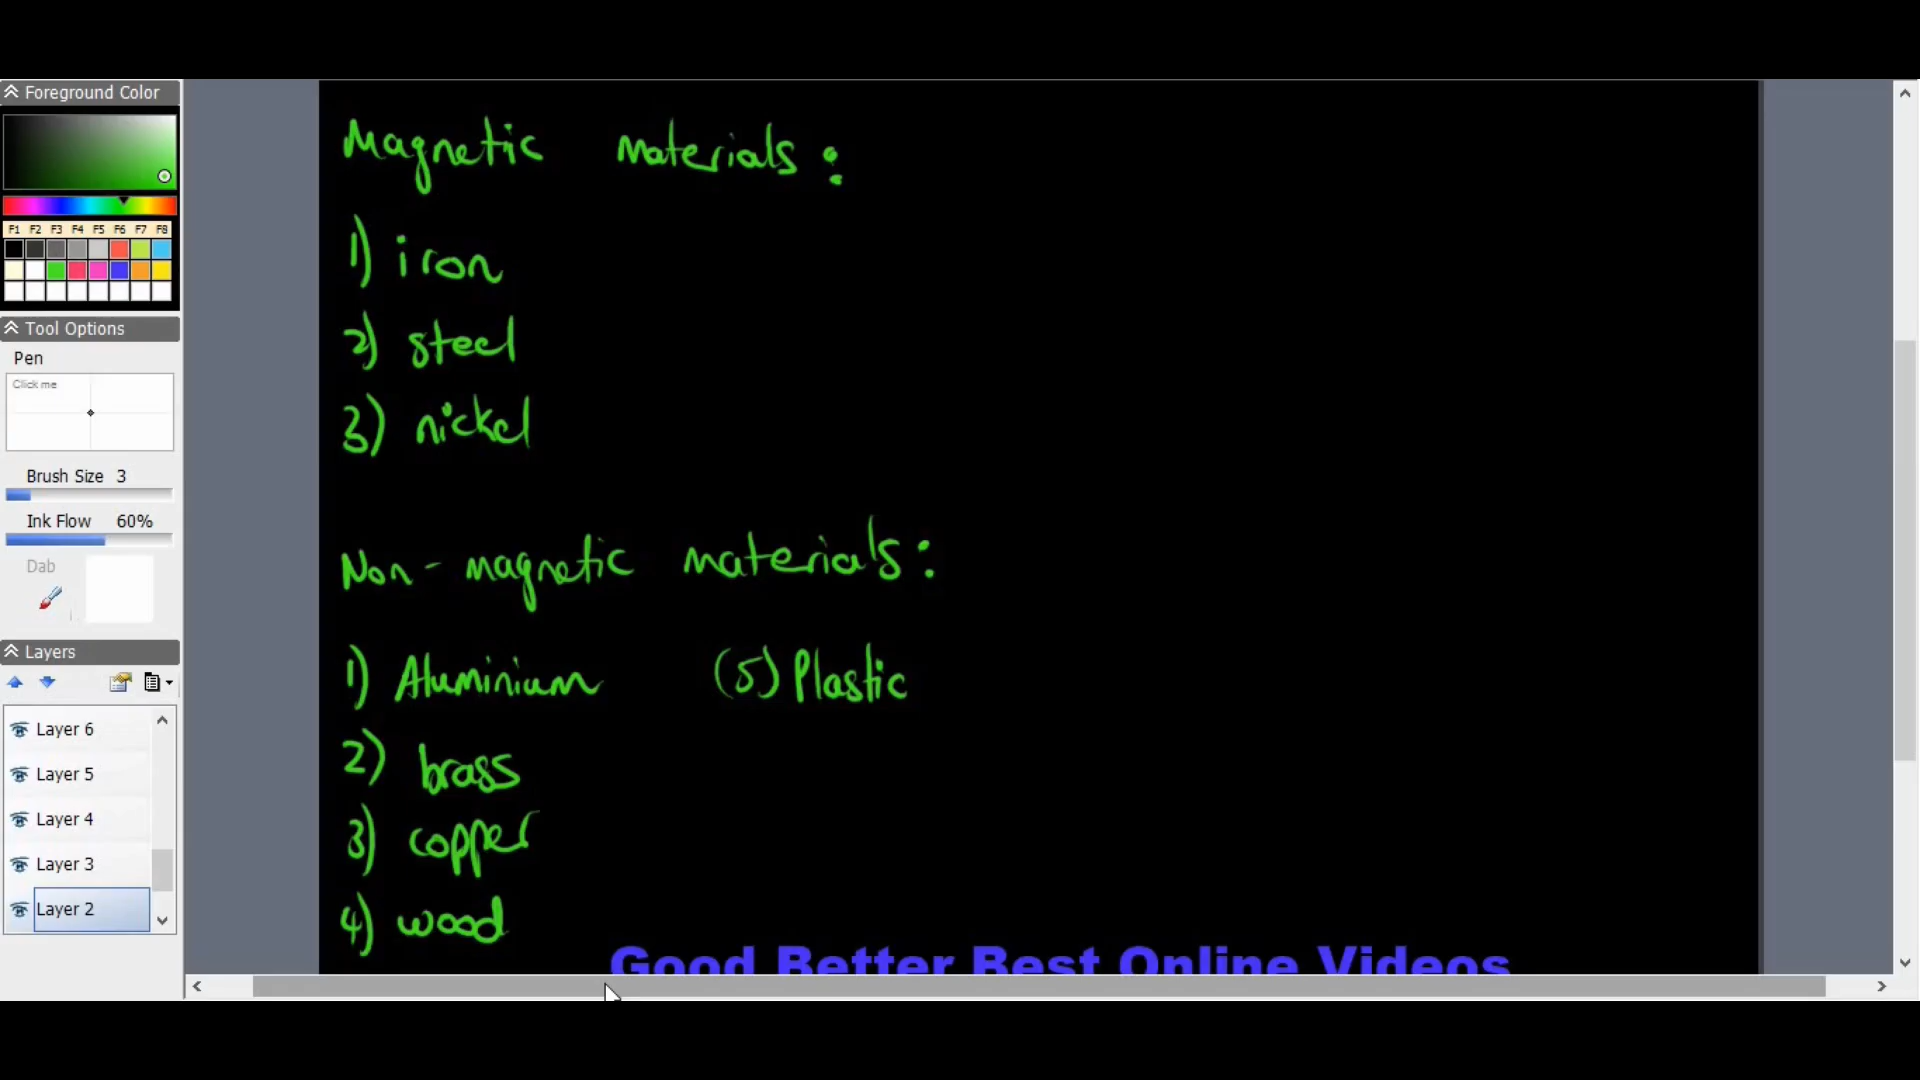 Foreground Color
F1 F2 F3 F4 F5 F6 F7 F8
Tool Options
Pen
Click me
Brush Size 3
Ink Flow 60%
Dab
Layers
Layer 6
Layer 5
Layer 4
Layer 3
Layer 2
Magnetic materials :
1) iron
2) steel
3) nickel
Non-magnetic materials :
1) Aluminium (5) Plastic
2) brass
3) copper
4) wood
Good Better Best Online Videos